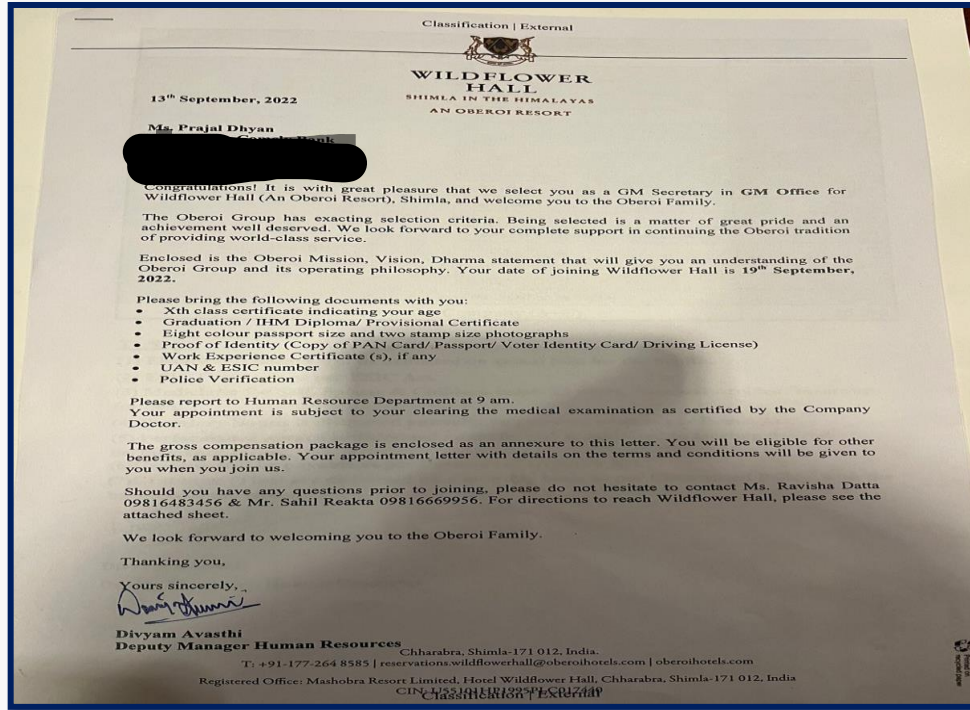 Classification | External
WILDFLOWER
HALL
SHIMLA IN THE HIMALAYAS
AN OBEROI RESORT
13th September, 2022
Ms. Prajal Dhyan
Bank
Congratulations! It is with great pleasure that we select you as a GM Secretary in GM Office for
Wildflower Hall (An Oberoi Resort), Shimla, and welcome you to the Oberoi Family.
The Oberoi Group has exacting selection criteria. Being selected is a matter of great pride and an
achievement well deserved. We look forward to your complete support in continuing the Oberoi tradition
of providing world-class service.
Enclosed is the Oberoi Mission, Vision, Dharma statement that will give you an understanding of the
Oberoi Group and its operating philosophy. Your date of joining Wildflower Hall is 19th September,
2022.
Please bring the following documents with you:
• Xth class certificate indicating your age
• Graduation / IHM Diploma/ Provisional Certificate
• Eight colour passport size and two stamp size photographs
• Proof of Identity (Copy of PAN Card/ Passport/ Voter Identity Card/ Driving License)
• Work Experience Certificate (s), if any
• UAN & ESIC number
• Police Verification
Please report to Human Resource Department at 9 am.
Your appointment is subject to your clearing the medical examination as certified by the Company
Doctor.
The gross compensation package is enclosed as an annexure to this letter. You will be eligible for other
benefits, as applicable. Your appointment letter with details on the terms and conditions will be given to
you when you join us.
Should you have any questions prior to joining, please do not hesitate to contact Ms. Ravisha Datta
09816483456 & Mr. Sahil Reakta 09816669956. For directions to reach Wildflower Hall, please see the
attached sheet.
We look forward to welcoming you to the Oberoi Family.
Thanking you,
Yours sincerely,
Divyam Avasthi
Deputy Manager Human Resources
Chharabra, Shimla-171 012, India.
T: +91-177-264 8585 | reservations.wildflowerhall@oberoihotels.com | oberoihotels.com
Registered Office: Mashobra Resort Limited, Hotel Wildflower Hall, Chharabra, Shimla-171 012, India
CIN:
Classification | External